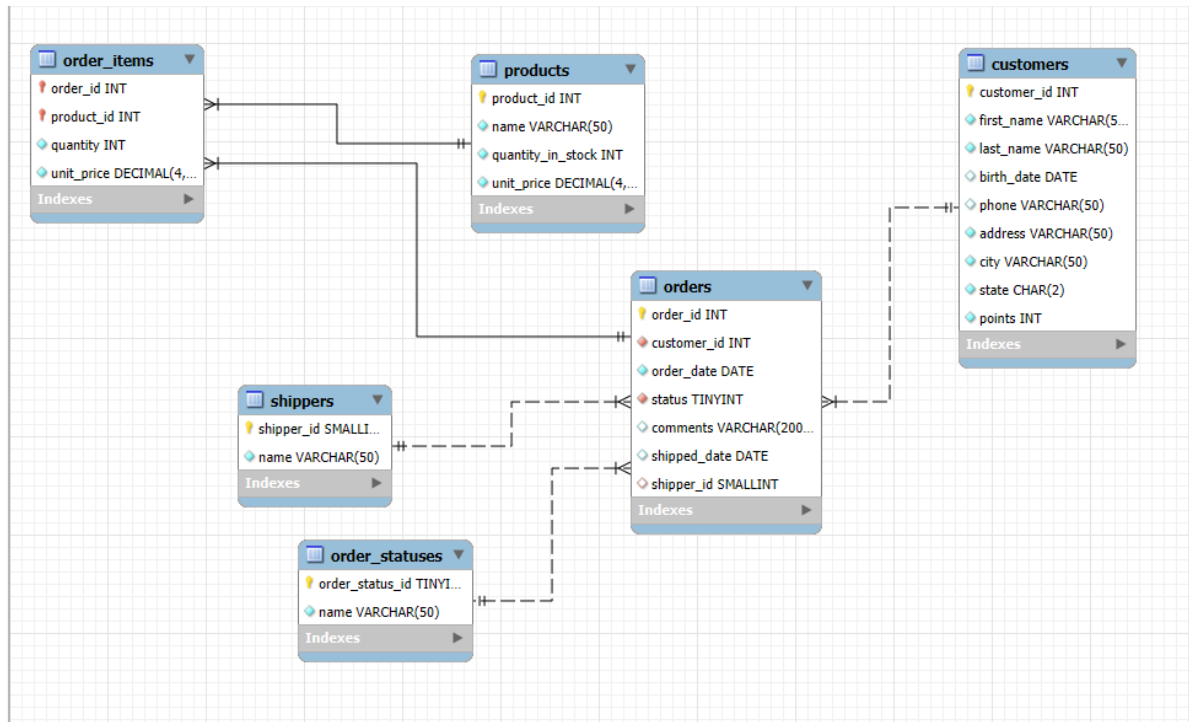 order_items
order_id INT
product_id INT
quantity INT
unit_price DECIMAL(4,...
Indexes
products
product_id INT
name VARCHAR(50)
quantity_in_stock INT
unit_price DECIMAL(4,...
Indexes
customers
customer_id INT
first_name VARCHAR(5...
last_name VARCHAR(50)
birth_date DATE
phone VARCHAR(50)
address VARCHAR(50)
city VARCHAR(50)
state CHAR(2)
points INT
Indexes
orders
order_id INT
customer_id INT
order_date DATE
status TINYINT
comments VARCHAR(200...
shipped_date DATE
shipper_id SMALLINT
Indexes
shippers
shipper_id SMALLI...
name VARCHAR(50)
Indexes
order_statuses
order_status_id TINYI...
name VARCHAR(50)
Indexes